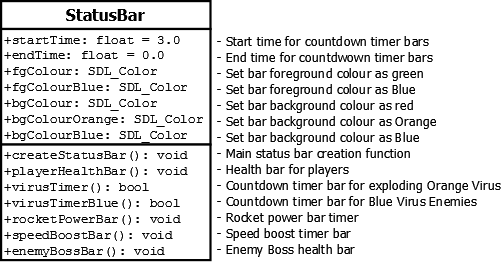 StatusBar
+startTime: float = 3.0 - Start time for countdown timer bars
+endTime: float = 0.0 - End time for countdwown timer bars
+fgColour: SDL_Color - Set bar foreground colour as green
+fgColourBlue: SDL_Color - Set bar foreground colour as Blue
+bgColour: SDL_Color - Set bar background colour as red
+bgColourOrange: SDL_Color - Set bar background colour as Orange
+bgColourBlue: SDL_Color - Set bar background colour as Blue
+createStatusBar(): void - Main status bar creation function
+playerHealthBar(): void - Health bar for players
+virusTimer(): bool - Countdown timer bar for exploding Orange Virus
+virusTimerBlue(): bool - Countdown timer bar for Blue Virus Enemies
+rocketPowerBar(): void - Rocket power bar timer
+speedBoostBar(): void - Speed boost timer bar
+enemyBossBar(): void - Enemy Boss health bar